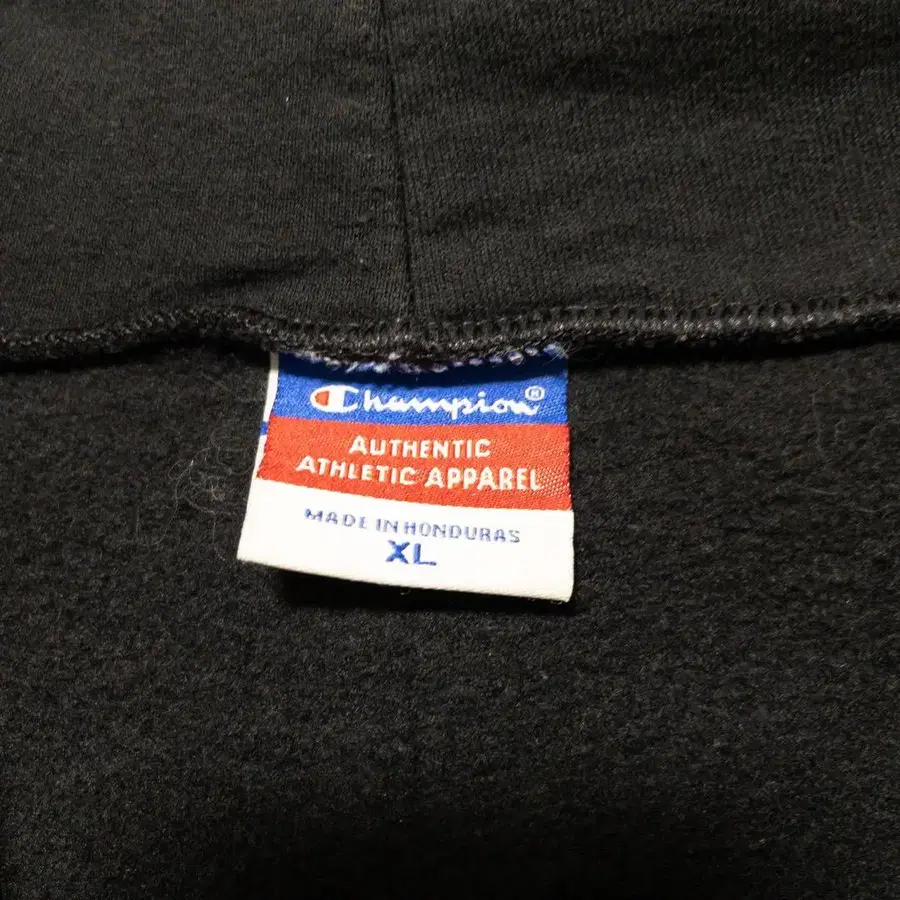 Champion®
AUTHENTIC
ATHLETIC APPAREL
MADE IN HONDURAS
XL